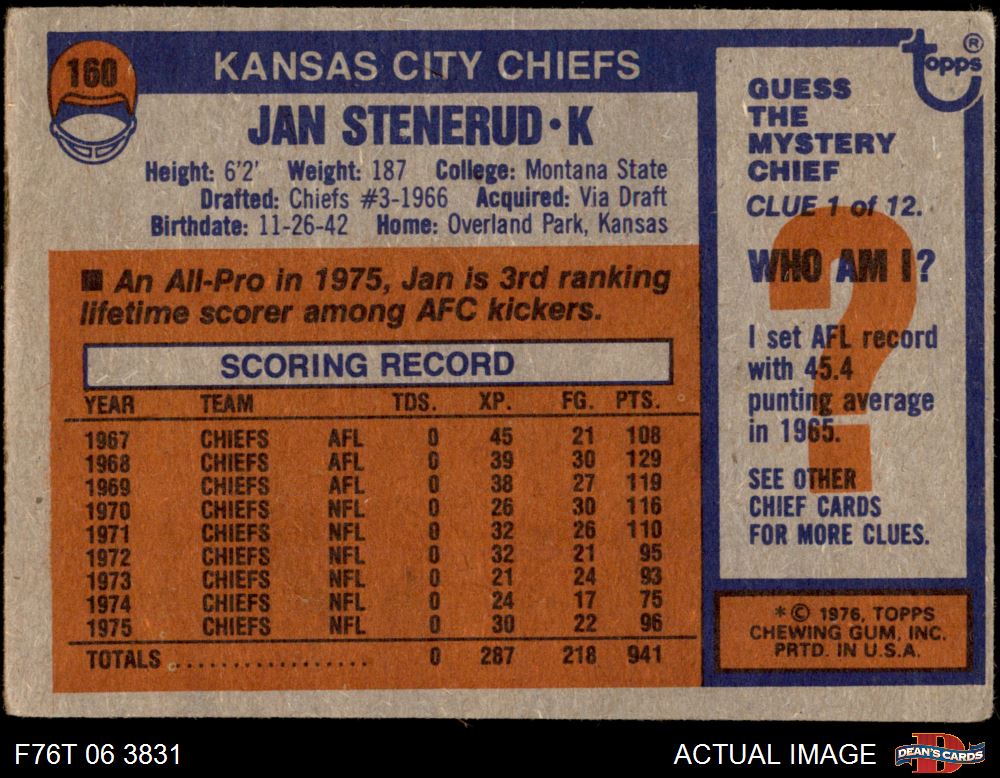 160
KANSAS CITY CHIEFS
topps®
JAN STENERUD • K
Height: 6'2' Weight: 187 College: Montana State
Drafted: Chiefs #3-1966 Acquired: Via Draft
Birthdate: 11-26-42 Home: Overland Park, Kansas
■ An All-Pro in 1975, Jan is 3rd ranking
lifetime scorer among AFC kickers.
SCORING RECORD
YEAR TEAM TDS. XP. FG. PTS.
1967 CHIEFS AFL 0 45 21 108
1968 CHIEFS AFL 0 39 30 129
1969 CHIEFS AFL 0 38 27 119
1970 CHIEFS NFL 0 26 30 116
1971 CHIEFS NFL 0 32 26 110
1972 CHIEFS NFL 0 32 21 95
1973 CHIEFS NFL 0 21 24 93
1974 CHIEFS NFL 0 24 17 75
1975 CHIEFS NFL 0 30 22 96
TOTALS .................. 0 287 218 941
GUESS
THE
MYSTERY
CHIEF
CLUE 1 of 12.
?
WHO AM I?
I set AFL record
with 45.4
punting average
in 1965.
SEE OTHER
CHIEF CARDS
FOR MORE CLUES.
*© 1976, TOPPS
CHEWING GUM, INC.
PRTD. IN U.S.A.
F76T 06 3831
ACTUAL IMAGE
D
DEAN'S CARDS